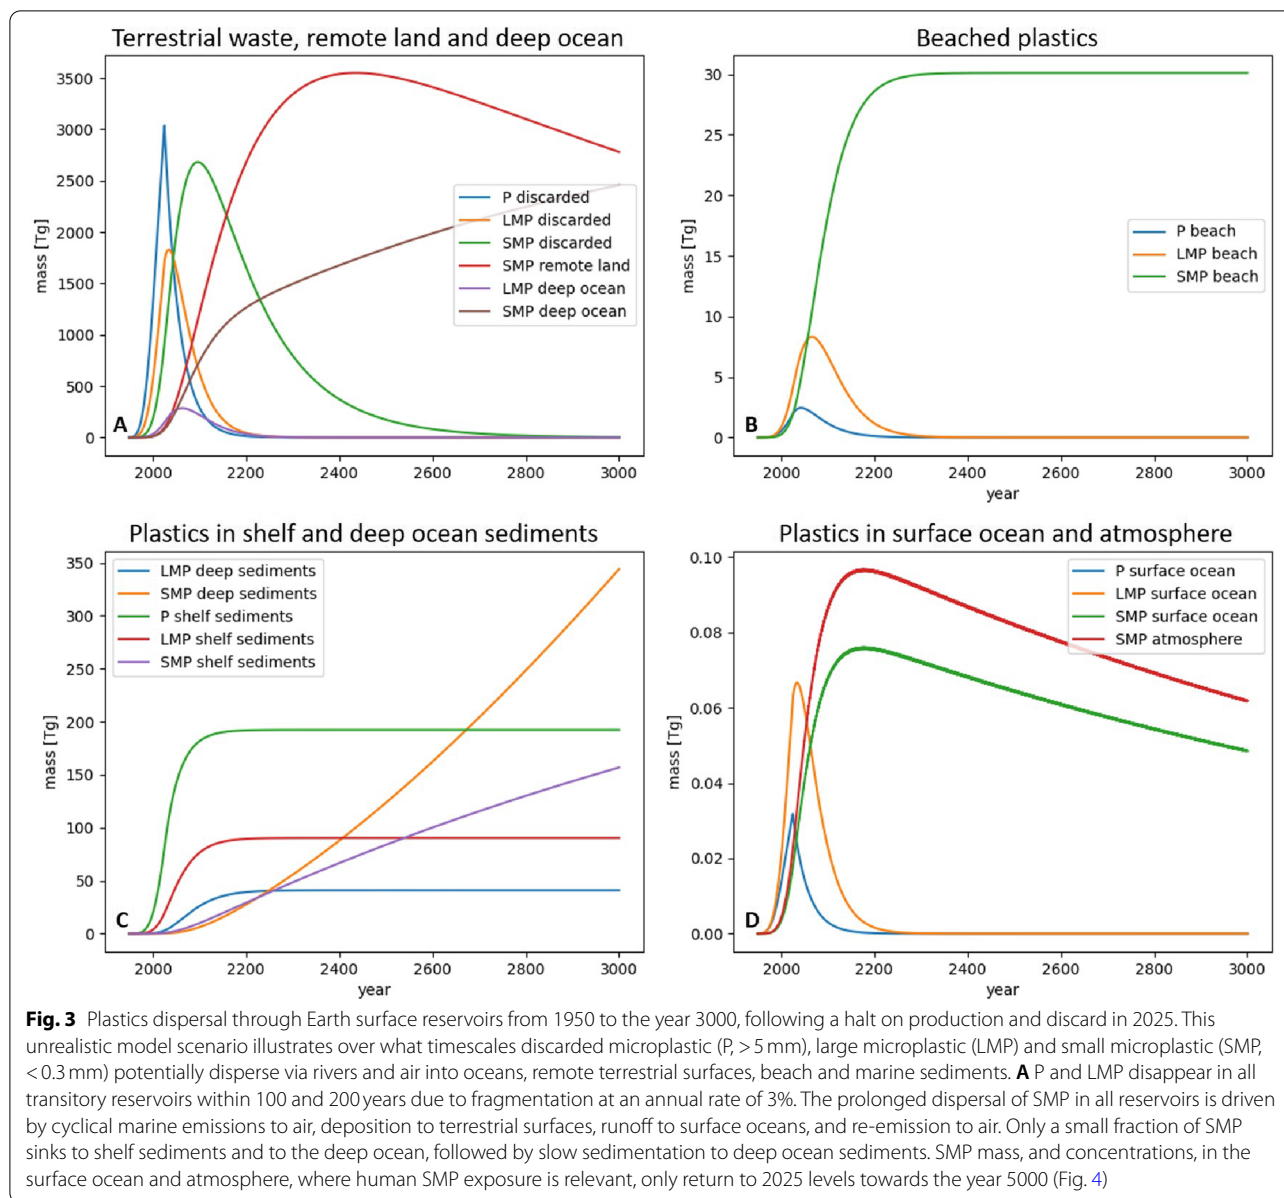 Terrestrial waste, remote land and deep ocean
3500
3000
2500
2000
1500
1000
500
0
mass [Tg]
P discarded
LMP discarded
SMP discarded
SMP remote land
LMP deep ocean
SMP deep ocean
A
2000 2200 2400 2600 2800 3000
Beached plastics
30
25
20
15
10
5
0
mass [Tg]
P beach
LMP beach
SMP beach
B
2000 2200 2400 2600 2800 3000
year
Plastics in shelf and deep ocean sediments
350
300
250
200
150
100
50
0
mass [Tg]
LMP deep sediments
SMP deep sediments
P shelf sediments
LMP shelf sediments
SMP shelf sediments
C
2000 2200 2400 2600 2800 3000
year
Plastics in surface ocean and atmosphere
0.10
0.08
0.06
0.04
0.02
0.00
mass [Tg]
P surface ocean
LMP surface ocean
SMP surface ocean
SMP atmosphere
D
2000 2200 2400 2600 2800 3000
year
Fig. 3 Plastics dispersal through Earth surface reservoirs from 1950 to the year 3000, following a halt on production and discard in 2025. This
unrealistic model scenario illustrates over what timescales discarded microplastic (P, > 5 mm), large microplastic (LMP) and small microplastic (SMP,
< 0.3 mm) potentially disperse via rivers and air into oceans, remote terrestrial surfaces, beach and marine sediments. A P and LMP disappear in all
transitory reservoirs within 100 and 200 years due to fragmentation at an annual rate of 3%. The prolonged dispersal of SMP in all reservoirs is driven
by cyclical marine emissions to air, deposition to terrestrial surfaces, runoff to surface oceans, and re-emission to air. Only a small fraction of SMP
sinks to shelf sediments and to the deep ocean, followed by slow sedimentation to deep ocean sediments. SMP mass, and concentrations, in the
surface ocean and atmosphere, where human SMP exposure is relevant, only return to 2025 levels towards the year 5000 (Fig. 4)